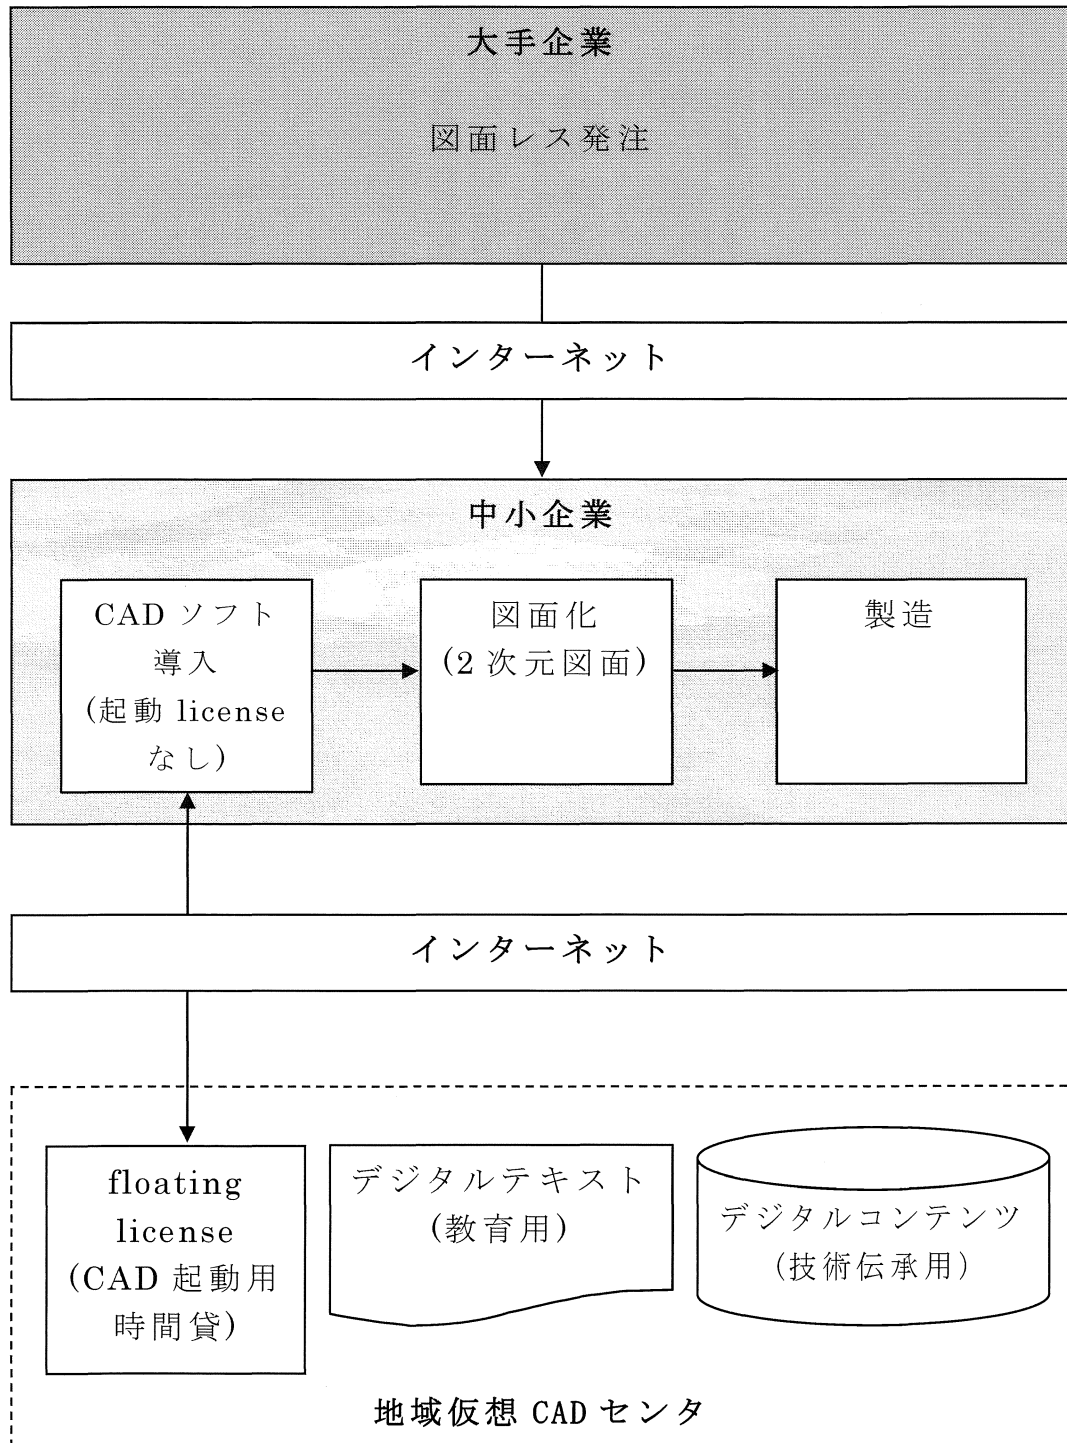 大手企業
図面レス発注
インターネット
中小企業
CAD ソフト
導入
(起動 license
なし)
図面化
(2 次元図面)
製造
インターネット
floating
license
(CAD 起動用
時間貸)
デジタルテキスト
(教育用)
デジタルコンテンツ
(技術伝承用)
地域仮想 CAD センタ